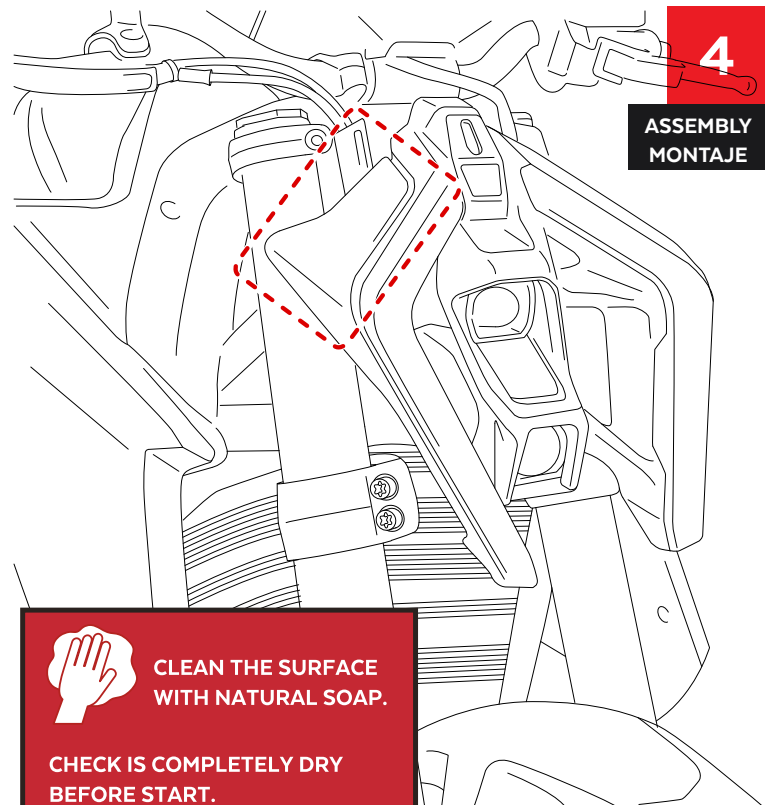 4
ASSEMBLY
MONTAJE
CLEAN THE SURFACE
WITH NATURAL SOAP.
CHECK IS COMPLETELY DRY
BEFORE START.